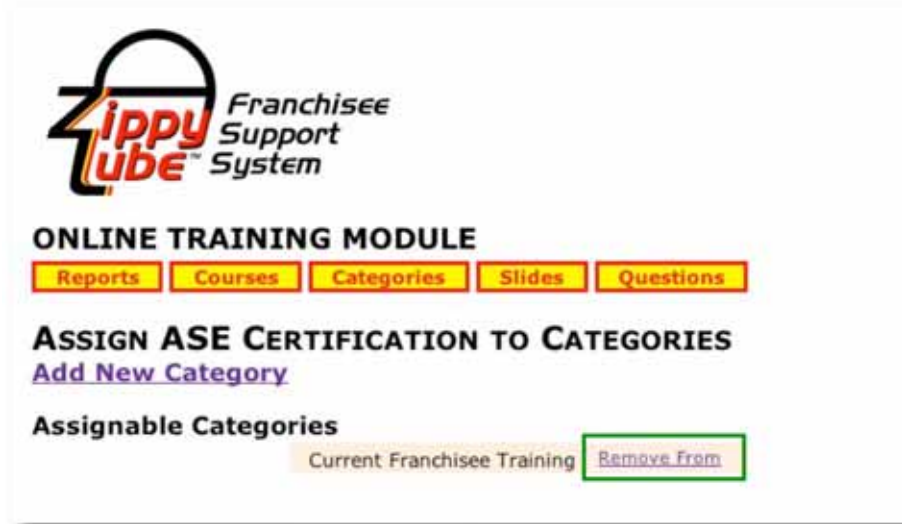 Zippy Lube™ Franchisee Support System
ONLINE TRAINING MODULE
Reports Courses Categories Slides Questions
ASSIGN ASE CERTIFICATION TO CATEGORIES
Add New Category
Assignable Categories
Current Franchisee Training Remove From